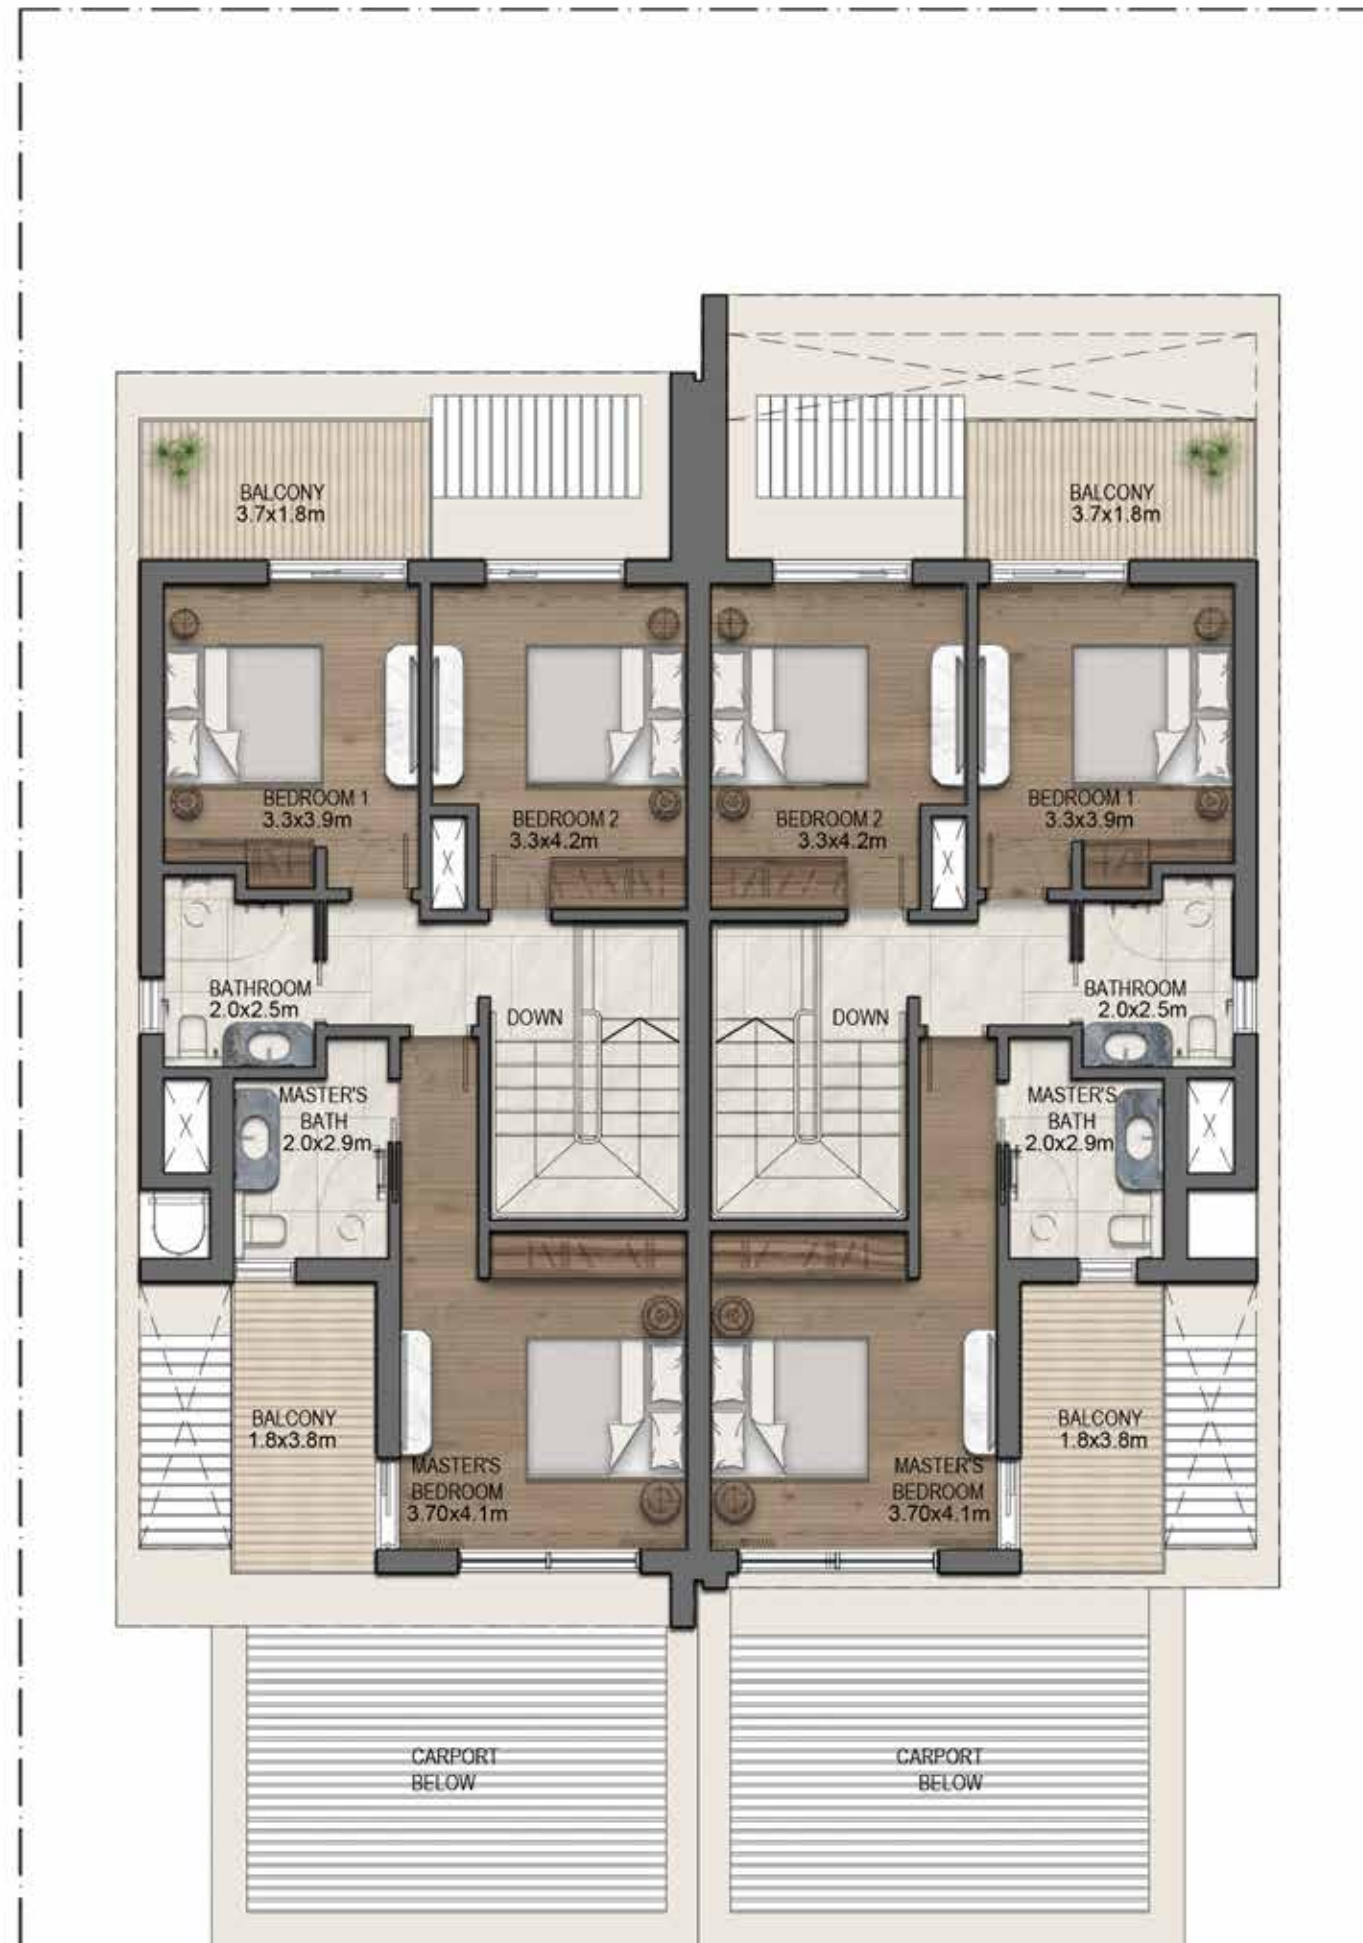 BALCONY
3.7x1.8m
BALCONY
3.7x1.8m
BEDROOM 1
3.3x3.9m
BEDROOM 2
3.3x4.2m
BEDROOM 2
3.3x4.2m
BEDROOM 1
3.3x3.9m
BATHROOM
2.0x2.5m
DOWN
DOWN
BATHROOM
2.0x2.5m
MASTER'S
BATH
2.0x2.9m
MASTER'S
BATH
2.0x2.9m
BALCONY
1.8x3.8m
MASTER'S
BEDROOM
3.70x4.1m
MASTER'S
BEDROOM
3.70x4.1m
BALCONY
1.8x3.8m
CARPORT
BELOW
CARPORT
BELOW